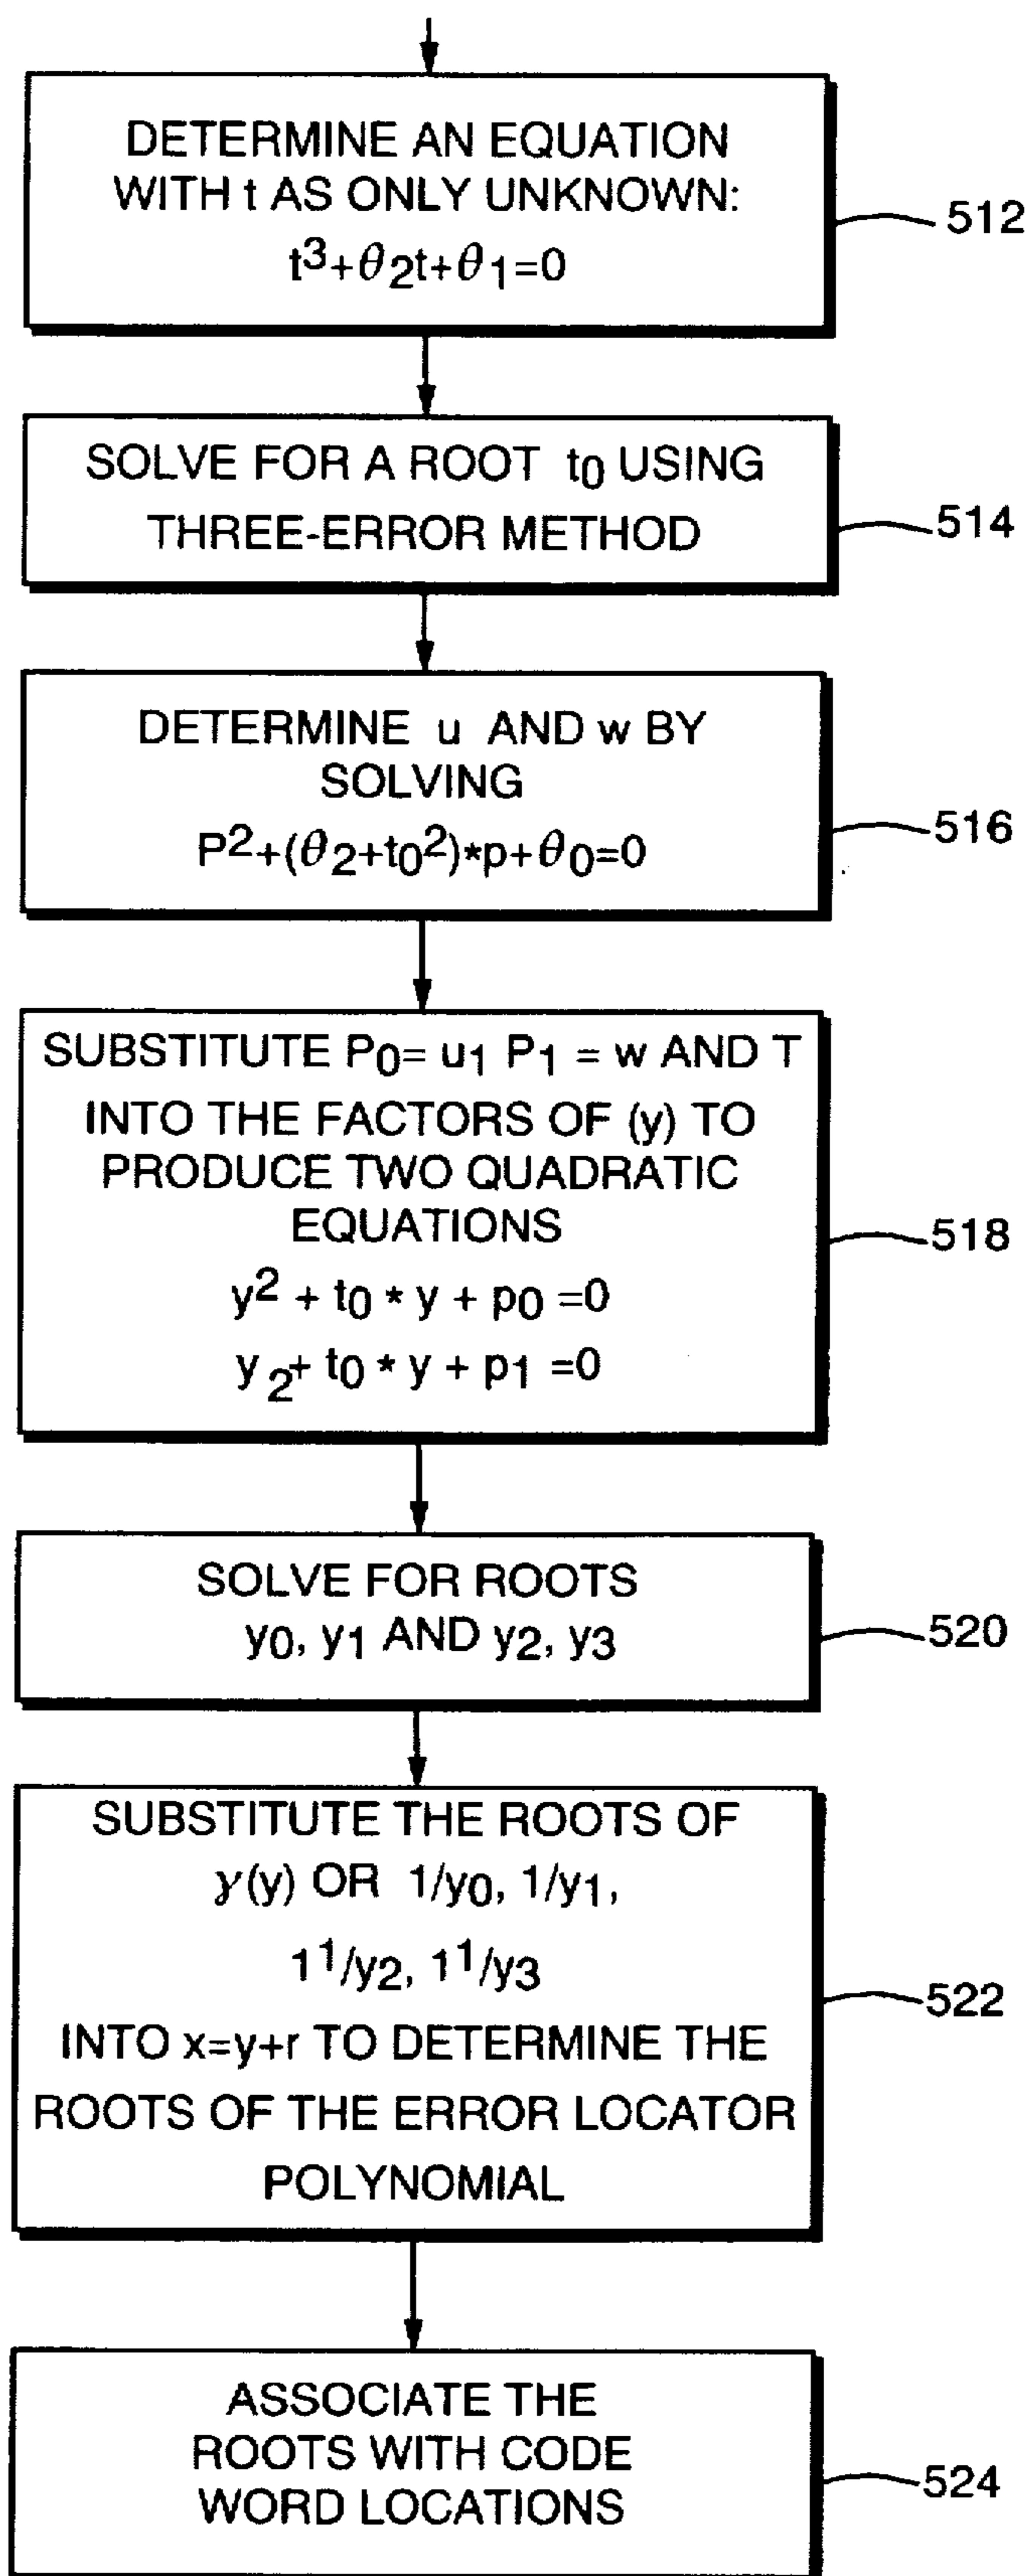 DETERMINE AN EQUATION
WITH t AS ONLY UNKNOWN:
t³+θ₂t+θ₁=0
512
SOLVE FOR A ROOT t₀ USING
THREE-ERROR METHOD
514
DETERMINE u AND w BY
SOLVING
P²+(θ₂+t₀²)*p+θ₀=0
516
SUBSTITUTE P₀= u₁ P₁ = w AND T
INTO THE FACTORS OF (y) TO
PRODUCE TWO QUADRATIC
EQUATIONS
y² + t₀ * y + p₀ =0
y₂+ t₀ * y + p₁ =0
518
SOLVE FOR ROOTS
y₀, y₁ AND y₂, y₃
520
SUBSTITUTE THE ROOTS OF
γ(y) OR 1/y₀, 1/y₁,
1¹/y₂, 1¹/y₃
INTO x=y+r TO DETERMINE THE
ROOTS OF THE ERROR LOCATOR
POLYNOMIAL
522
ASSOCIATE THE
ROOTS WITH CODE
WORD LOCATIONS
524